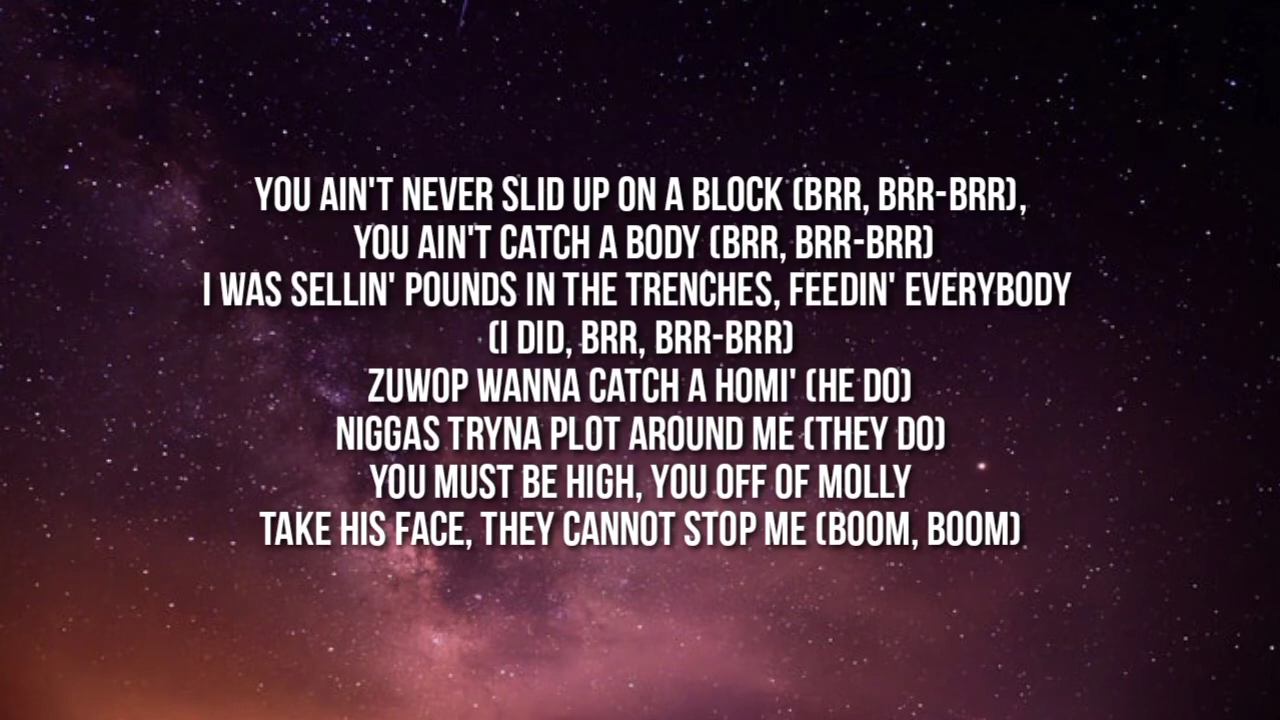 YOU AIN'T NEVER SLID UP ON A BLOCK (BRR, BRR-BRR),
YOU AIN'T CATCH A BODY (BRR, BRR-BRR)
I WAS SELLIN' POUNDS IN THE TRENCHES, FEEDIN' EVERYBODY
(I DID, BRR, BRR-BRR)
ZUWOP WANNA CATCH A HOMI' (HE DO)
NIGGAS TRYNA PLOT AROUND ME (THEY DO)
YOU MUST BE HIGH, YOU OFF OF MOLLY
TAKE HIS FACE, THEY CANNOT STOP ME (BOOM, BOOM)